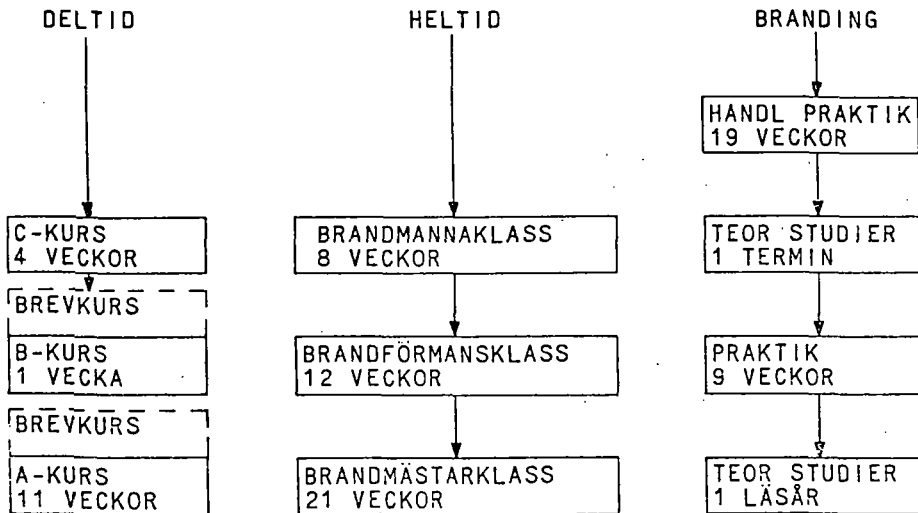 DELTID
C-KURS
4 VECKOR
BREVKURS
B-KURS
1 VECKA
BREVKURS
A-KURS
11 VECKOR
HELTID
BRANDMANNAKLASS
8 VECKOR
BRANDFÖRMANSKLASS
12 VECKOR
BRANDMÄSTARKLASS
21 VECKOR
BRANDING
HANDL PRAKTIK
19 VECKOR
TEOR STUDIER
1 TERMIN
PRAKTIK
9 VECKOR
TEOR STUDIER
1 LÄSÅR